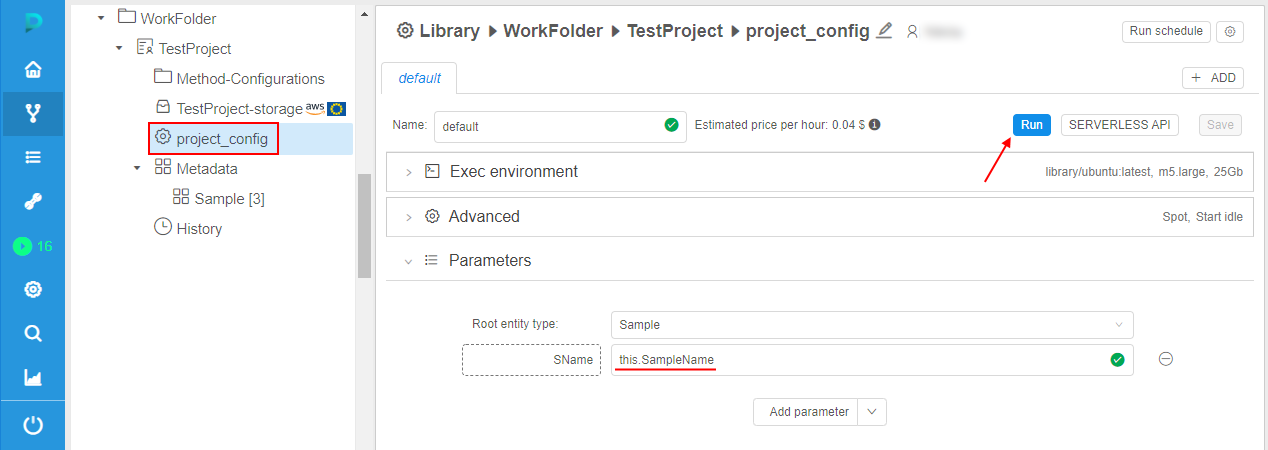 WorkFolder
TestProject
Method-Configurations
TestProject-storage aws
project_config
Metadata
Sample [3]
History
16
Library WorkFolder TestProject project_config
Run schedule
default
+ ADD
Name: default Estimated price per hour: 0.04 $ Run SERVERLESS API Save
Exec environment library/ubuntu:latest, m5.large, 25Gb
Advanced Spot, Start idle
Parameters
Root entity type: Sample
SName this.SampleName
Add parameter